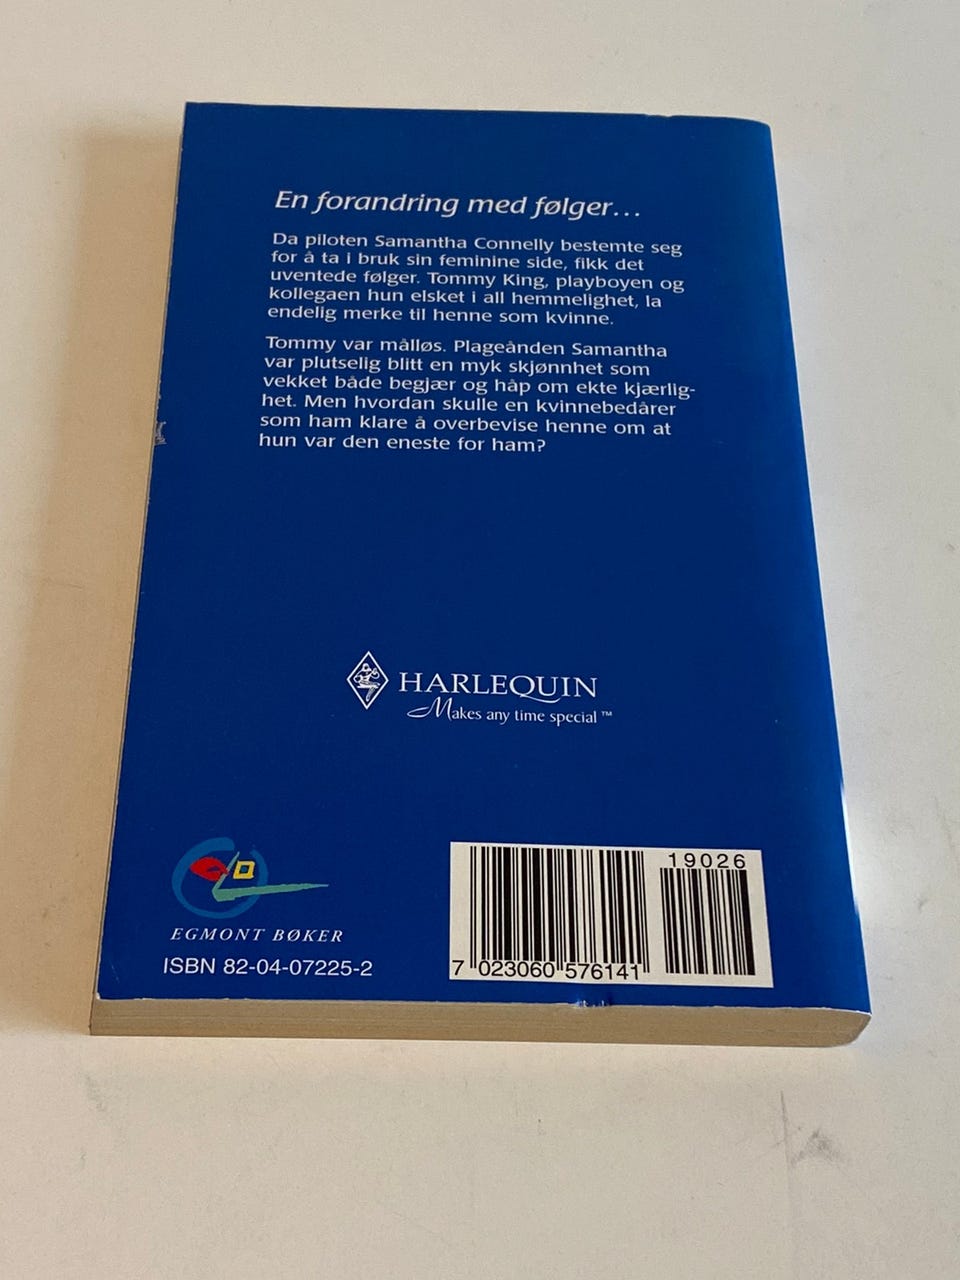 En forandring med følger...
Da piloten Samantha Connelly bestemte seg
for å ta i bruk sin feminine side, fikk det
uventede følger. Tommy King, playboyen og
kollegaen hun elsket i all hemmelighet, la
endelig merke til henne som kvinne.
Tommy var målløs. Plageånden Samantha
var plutselig blitt en myk skjønnhet som
vekket både begjær og håp om ekte kjærlig-
het. Men hvordan skulle en kvinnebedårer
som ham klare å overbevise henne om at
hun var den eneste for ham?
HARLEQUIN
Makes any time special ™
EGMONT BØKER
ISBN 82-04-07225-2
19026
7 023060 576141